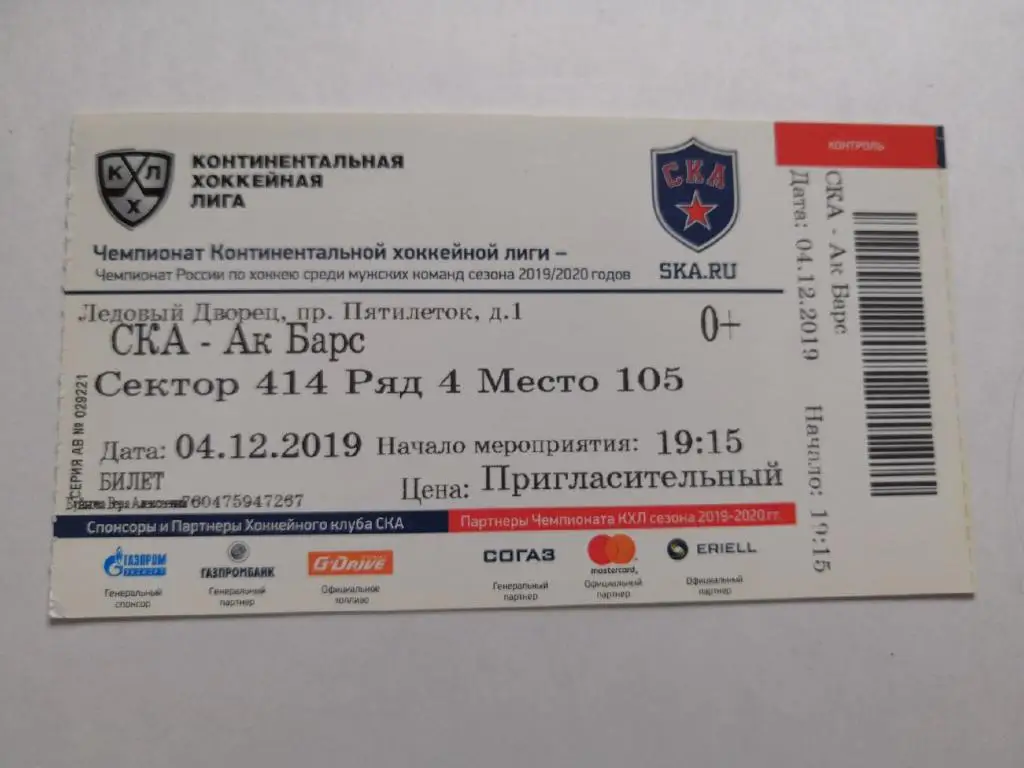 КХЛ
Х
КОНТИНЕНТАЛЬНАЯ
ХОККЕЙНАЯ
ЛИГА
СКА
SKA.RU
Чемпионат Континентальной хоккейной лиги –
Чемпионат России по хоккею среди мужских команд сезона 2019/2020 годов
Ледовый Дворец, пр. Пятилеток, д.1
0+
СКА - Ак Барс
Сектор 414 Ряд 4 Место 105
Дата: 04.12.2019 Начало мероприятия: 19:15
БИЛЕТ
Цена: Пригласительный
Вера Алексеевна 760475947267
СЕРИЯ АВ № 029221
Спонсоры и Партнеры Хоккейного клуба СКА
Партнеры Чемпионата КХЛ сезона 2019-2020 гг.
ГАЗПРОМ
ЭКСПОРТ
Генеральный
спонсор
ГАЗПРОМБАНК
Генеральный
партнер
G-DRIVE
Официальное
топливо
СОГАЗ
Генеральный
партнер
mastercard.
Официальный
партнер
ERIELL
Официальный
партнер
КОНТРОЛЬ
СКА - Ак Барс
Дата: 04.12.2019 Начало: 19:15